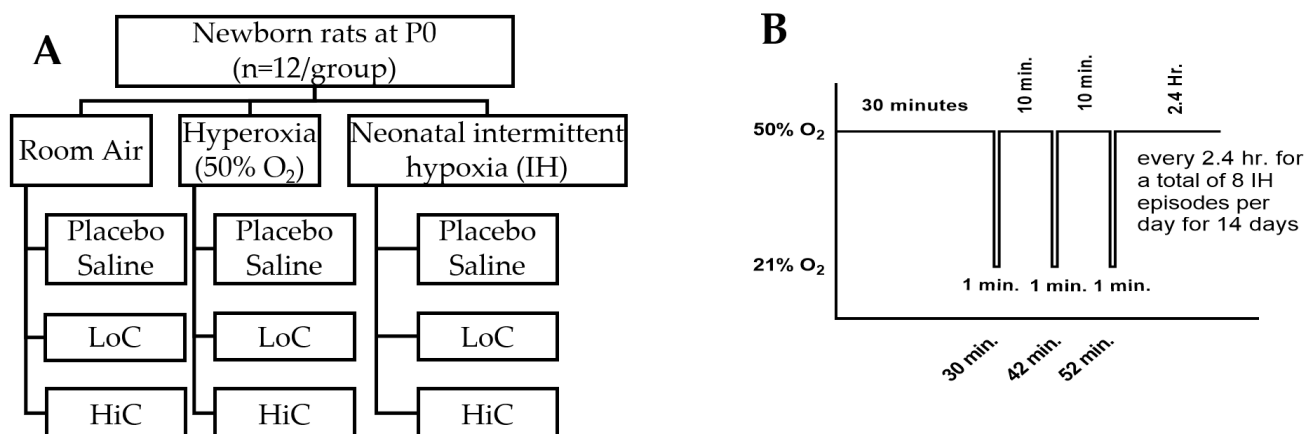 A
Newborn rats at P0
(n=12/group)
Room Air
Hyperoxia
(50% O₂)
Neonatal intermittent
hypoxia (IH)
Placebo
Saline
Placebo
Saline
Placebo
Saline
LoC
LoC
LoC
HiC
HiC
HiC
B
30 minutes
10 min.
10 min.
2.4 Hr.
50% O₂
every 2.4 hr. for
a total of 8 IH
episodes per
day for 14 days
21% O₂
1 min.
1 min.
1 min.
30 min.
42 min.
52 min.